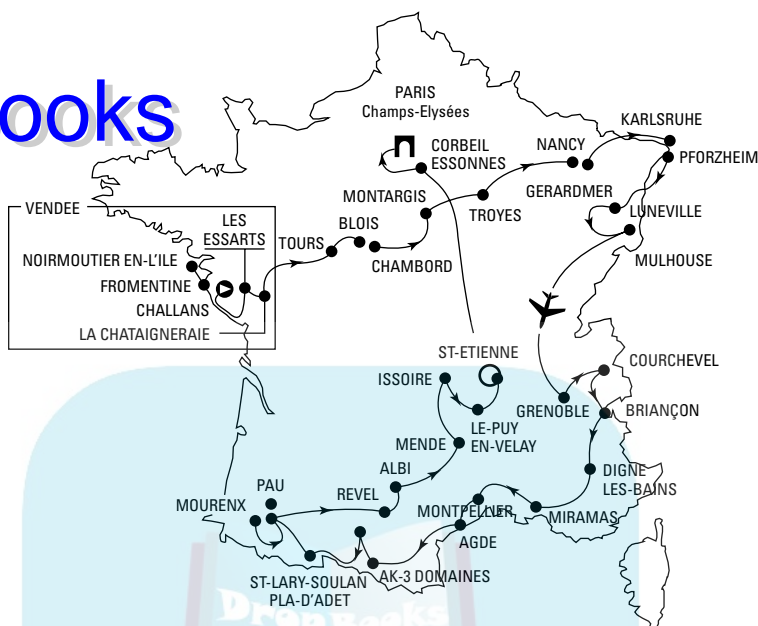 ooks
PARIS
Champs-Elysées
KARLSRUHE
CORBEIL
ESSONNES
NANCY
PFORZHEIM
MONTARGIS
GERARDMER
VENDEE
LES
ESSARTS
BLOIS
TROYES
LUNEVILLE
TOURS
NOIRMOUTIER EN-L'ILE
CHAMBORD
MULHOUSE
FROMENTINE
CHALLANS
LA CHATAIGNERAIE
ST-ETIENNE
COURCHEVEL
ISSOIRE
GRENOBLE
BRIANÇON
LE-PUY
EN-VELAY
MENDE
ALBI
DIGNE
LES-BAINS
PAU
REVEL
MOURENX
MONTPELLIER
MIRAMAS
AGDE
ST-LARY-SOULAN
PLA-D'ADET
AK-3 DOMAINES
Drop Books